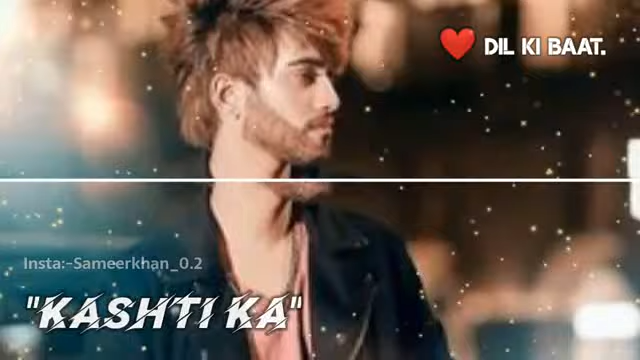 ❤️ DIL KI BAAT.
Insta:-Sameerkhan_0.2
"KASHTI KA"